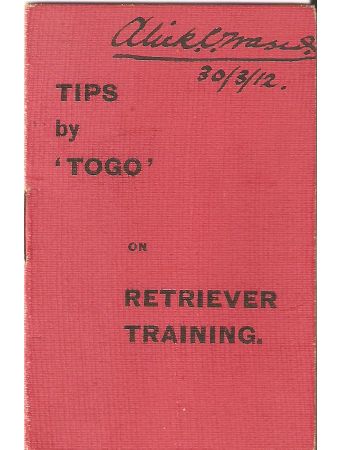 30/3/12.
TIPS
by
'TOGO'
ON
RETRIEVER
TRAINING.